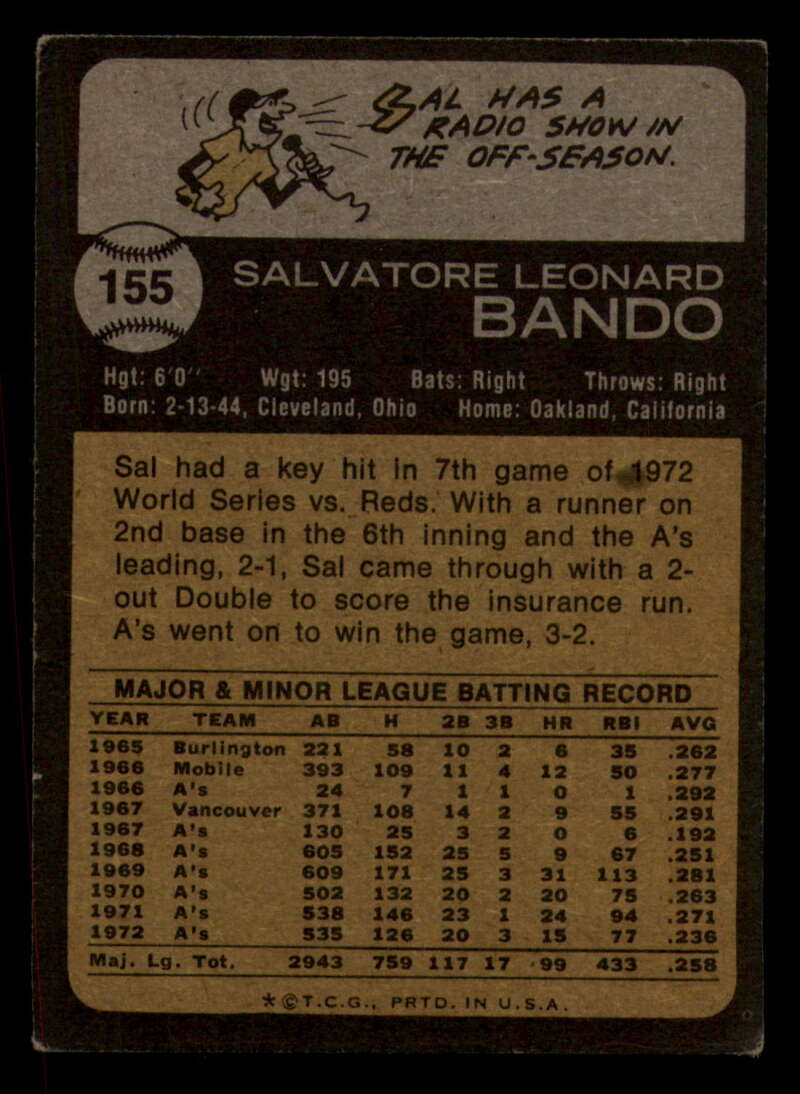 SAL HAS A
RADIO SHOW IN
THE OFF-SEASON.
155
SALVATORE LEONARD
BANDO
Hgt: 6'0" Wgt: 195 Bats: Right Throws: Right
Born: 2-13-44, Cleveland, Ohio Home: Oakland, California
Sal had a key hit in 7th game of 1972
World Series vs. Reds. With a runner on
2nd base in the 6th inning and the A's
leading, 2-1, Sal came through with a 2-
out Double to score the insurance run.
A's went on to win the game, 3-2.
MAJOR & MINOR LEAGUE BATTING RECORD
YEAR TEAM AB H 2B 3B HR RBI AVG
1965 Burlington 221 58 10 2 6 35 .262
1966 Mobile 393 109 11 4 12 50 .277
1966 A's 24 7 1 1 0 1 .292
1967 Vancouver 371 108 14 2 9 55 .291
1967 A's 130 25 3 2 0 6 .192
1968 A's 605 152 25 5 9 67 .251
1969 A's 609 171 25 3 31 113 .281
1970 A's 502 132 20 2 20 75 .263
1971 A's 538 146 23 1 24 94 .271
1972 A's 535 126 20 3 15 77 .236
Maj. Lg. Tot. 2943 759 117 17 99 433 .258
*©T.C.G., PRTD. IN U.S.A.